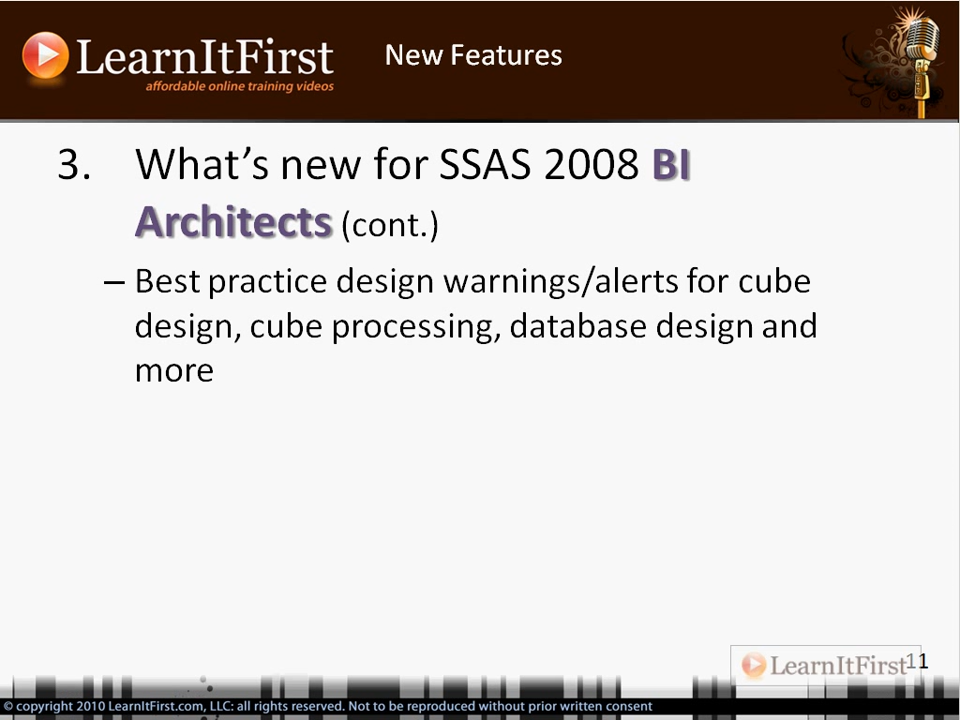 LearnItFirst
affordable online training videos
New Features
3. What’s new for SSAS 2008 BI
Architects (cont.)
– Best practice design warnings/alerts for cube
design, cube processing, database design and
more
LearnItFirst
11
© copyright 2010 LearnItFirst.com, LLC: all rights reserved. Not to be reproduced without prior written consent